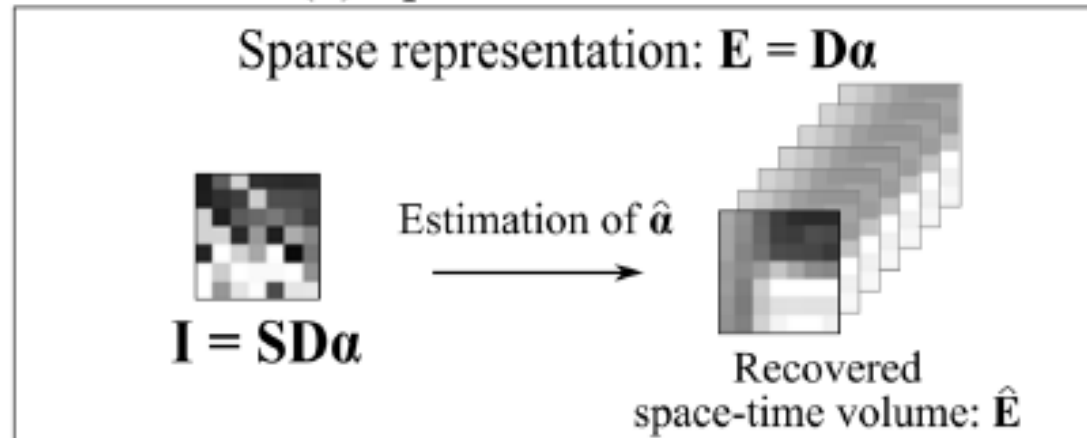 Sparse representation: E = Dα
Estimation of α̂
I = SDα
Recovered
space-time volume: Ê